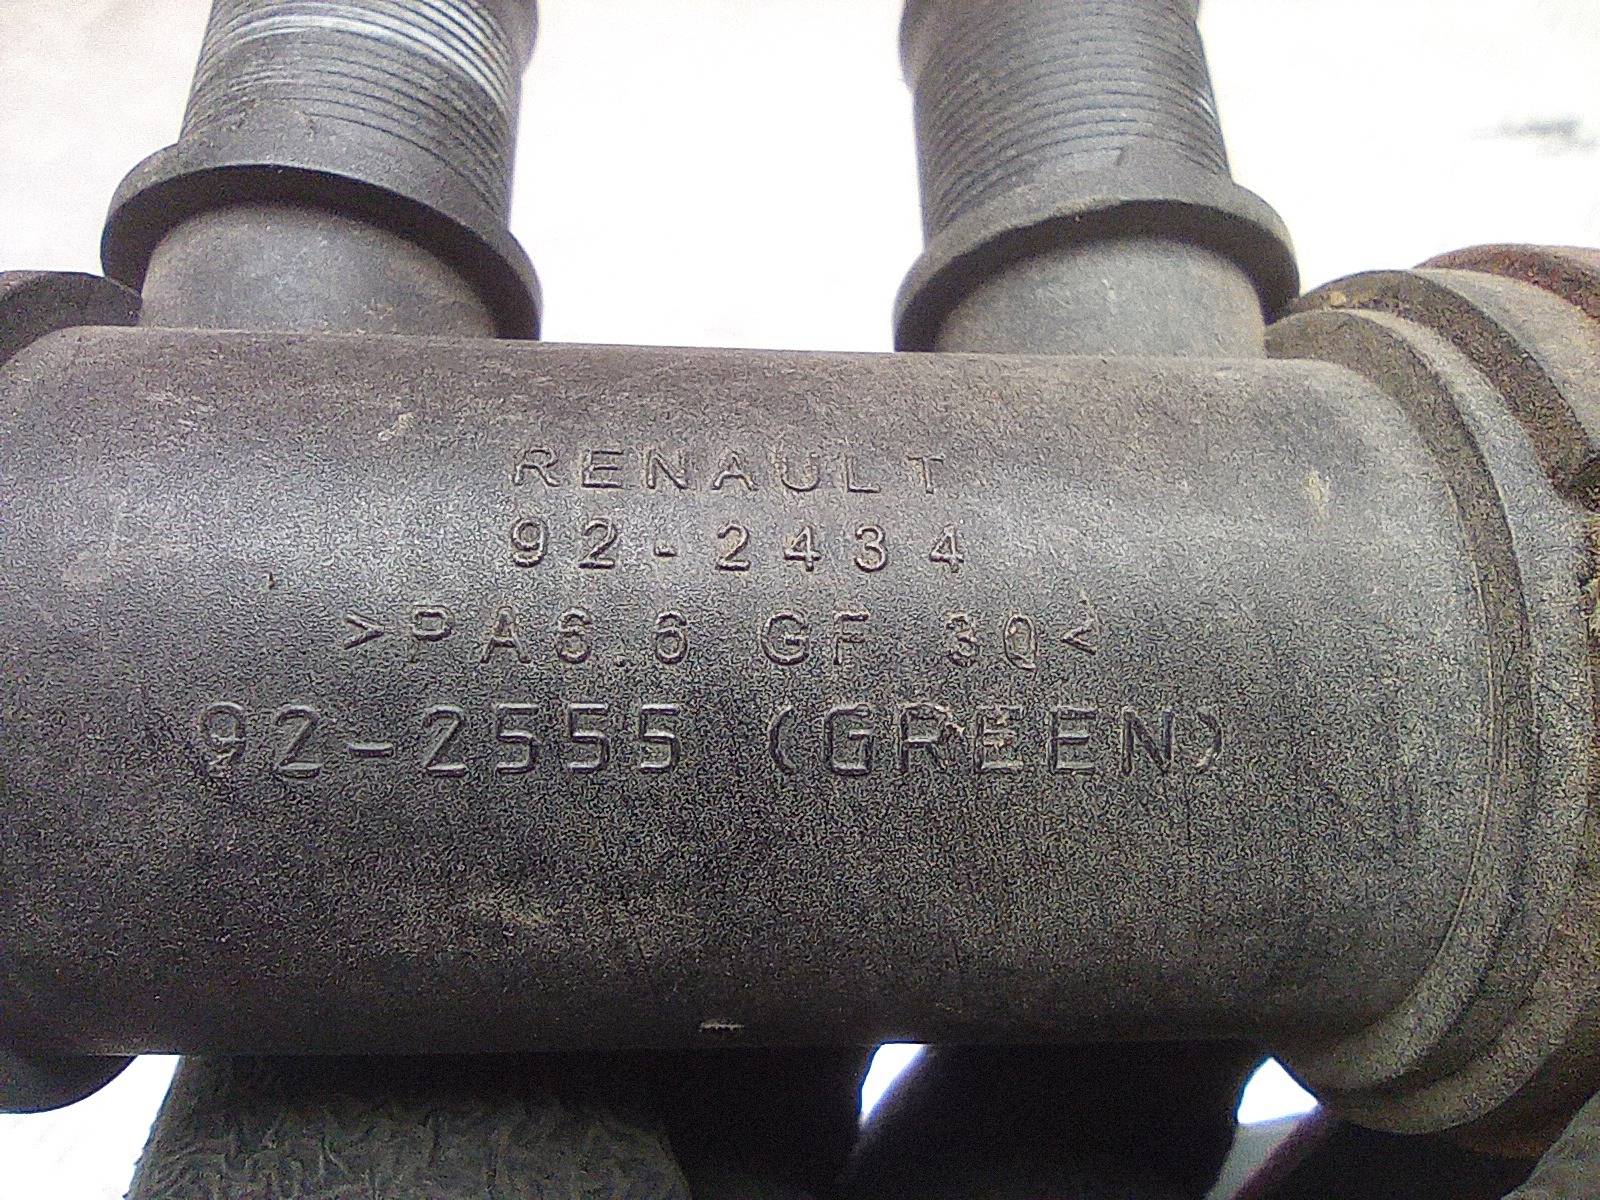 RENAULT
92-2434
>PA6.6 GF 30<
92-2555 (GREEN)